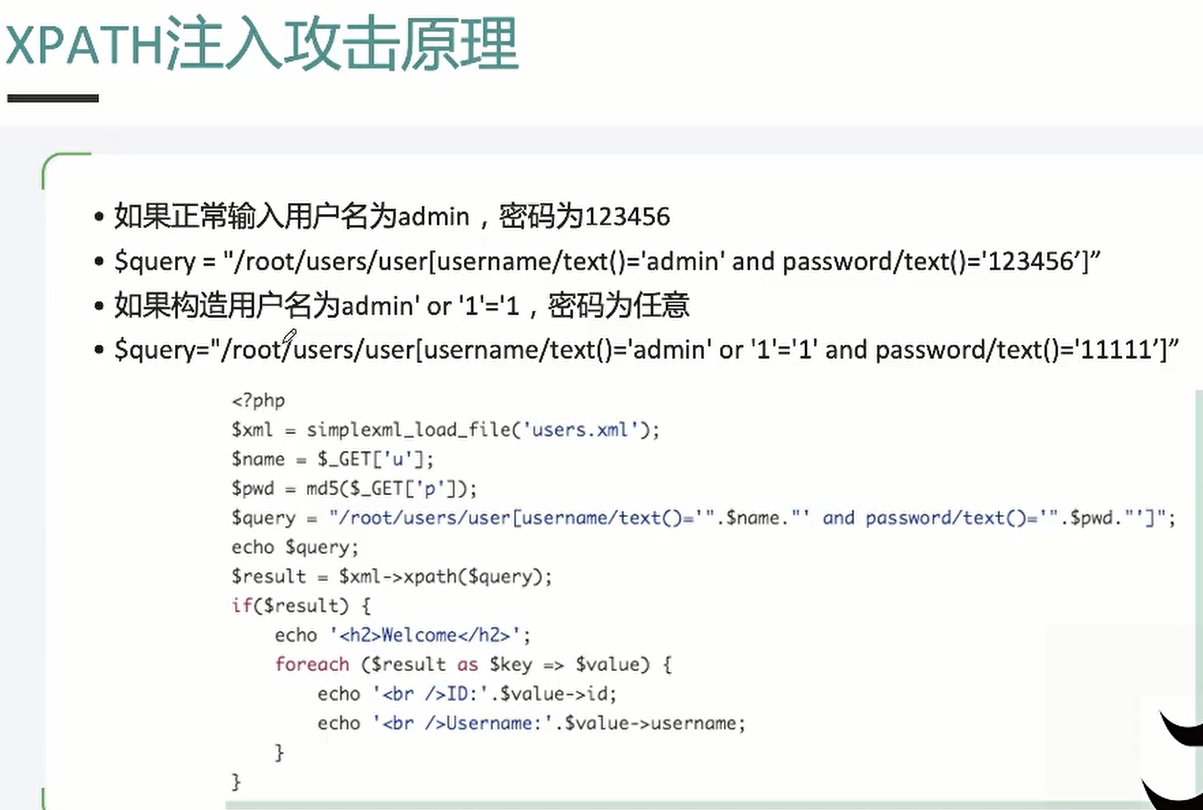 XPATH注入攻击原理
• 如果正常输入用户名为admin，密码为123456
• $query = "/root/users/user[username/text()='admin' and password/text()='123456’]”
• 如果构造用户名为admin' or '1'='1，密码为任意
• $query="/root/users/user[username/text()='admin' or '1'='1' and password/text()='11111’]”
<?php
$xml = simplexml_load_file('users.xml');
$name = $_GET['u'];
$pwd = md5($_GET['p']);
$query = "/root/users/user[username/text()='".$name."' and password/text()='".$pwd."']";
echo $query;
$result = $xml->xpath($query);
if($result) {
    echo '<h2>Welcome</h2>';
    foreach ($result as $key => $value) {
        echo '<br />ID:'.$value->id;
        echo '<br />Username:'.$value->username;
    }
}